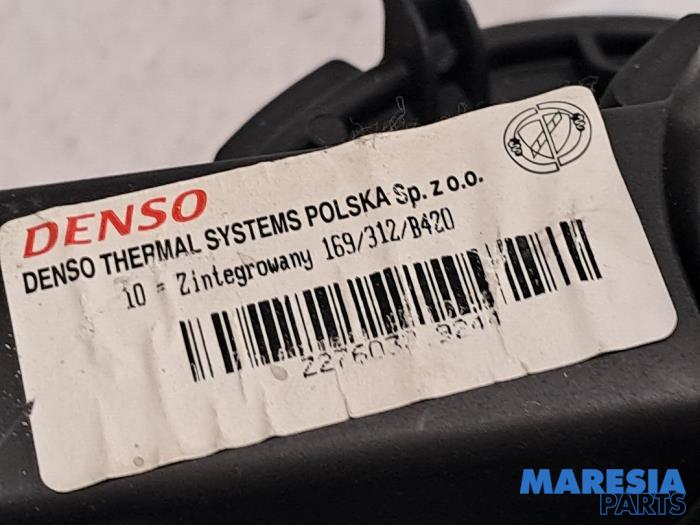 DENSO
DENSO THERMAL SYSTEMS POLSKA Sp. z o.o.
10 = Zintegrowany 169/312/B420
MARESIA
PARTS